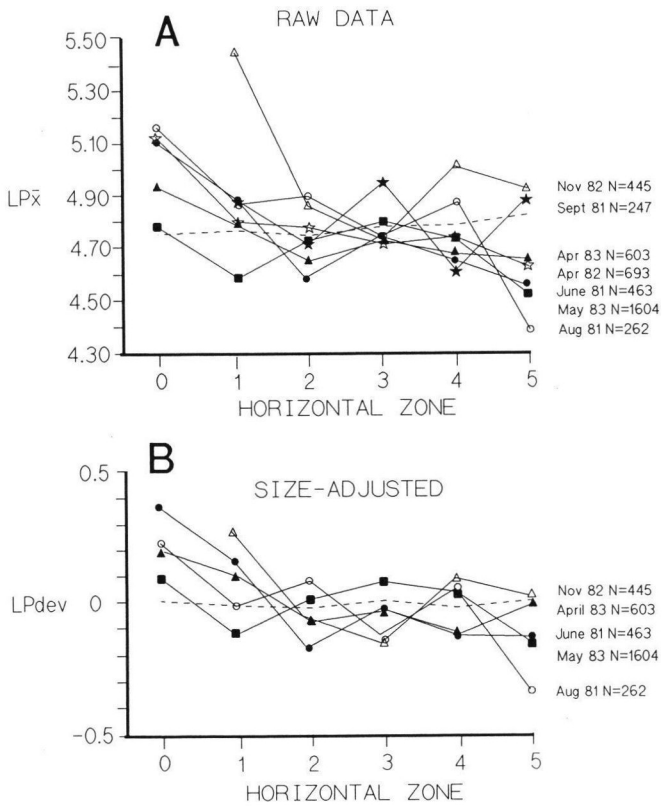 A
RAW DATA
5.50
5.30
5.10
4.90
4.70
4.50
4.30
LPx̄
0 1 2 3 4 5
HORIZONTAL ZONE
Nov 82 N=445
Sept 81 N=247
Apr 83 N=603
Apr 82 N=693
June 81 N=463
May 83 N=1604
Aug 81 N=262
B
SIZE-ADJUSTED
0.5
0
-0.5
LPdev
0 1 2 3 4 5
HORIZONTAL ZONE
Nov 82 N=445
April 83 N=603
June 81 N=463
May 83 N=1604
Aug 81 N=262